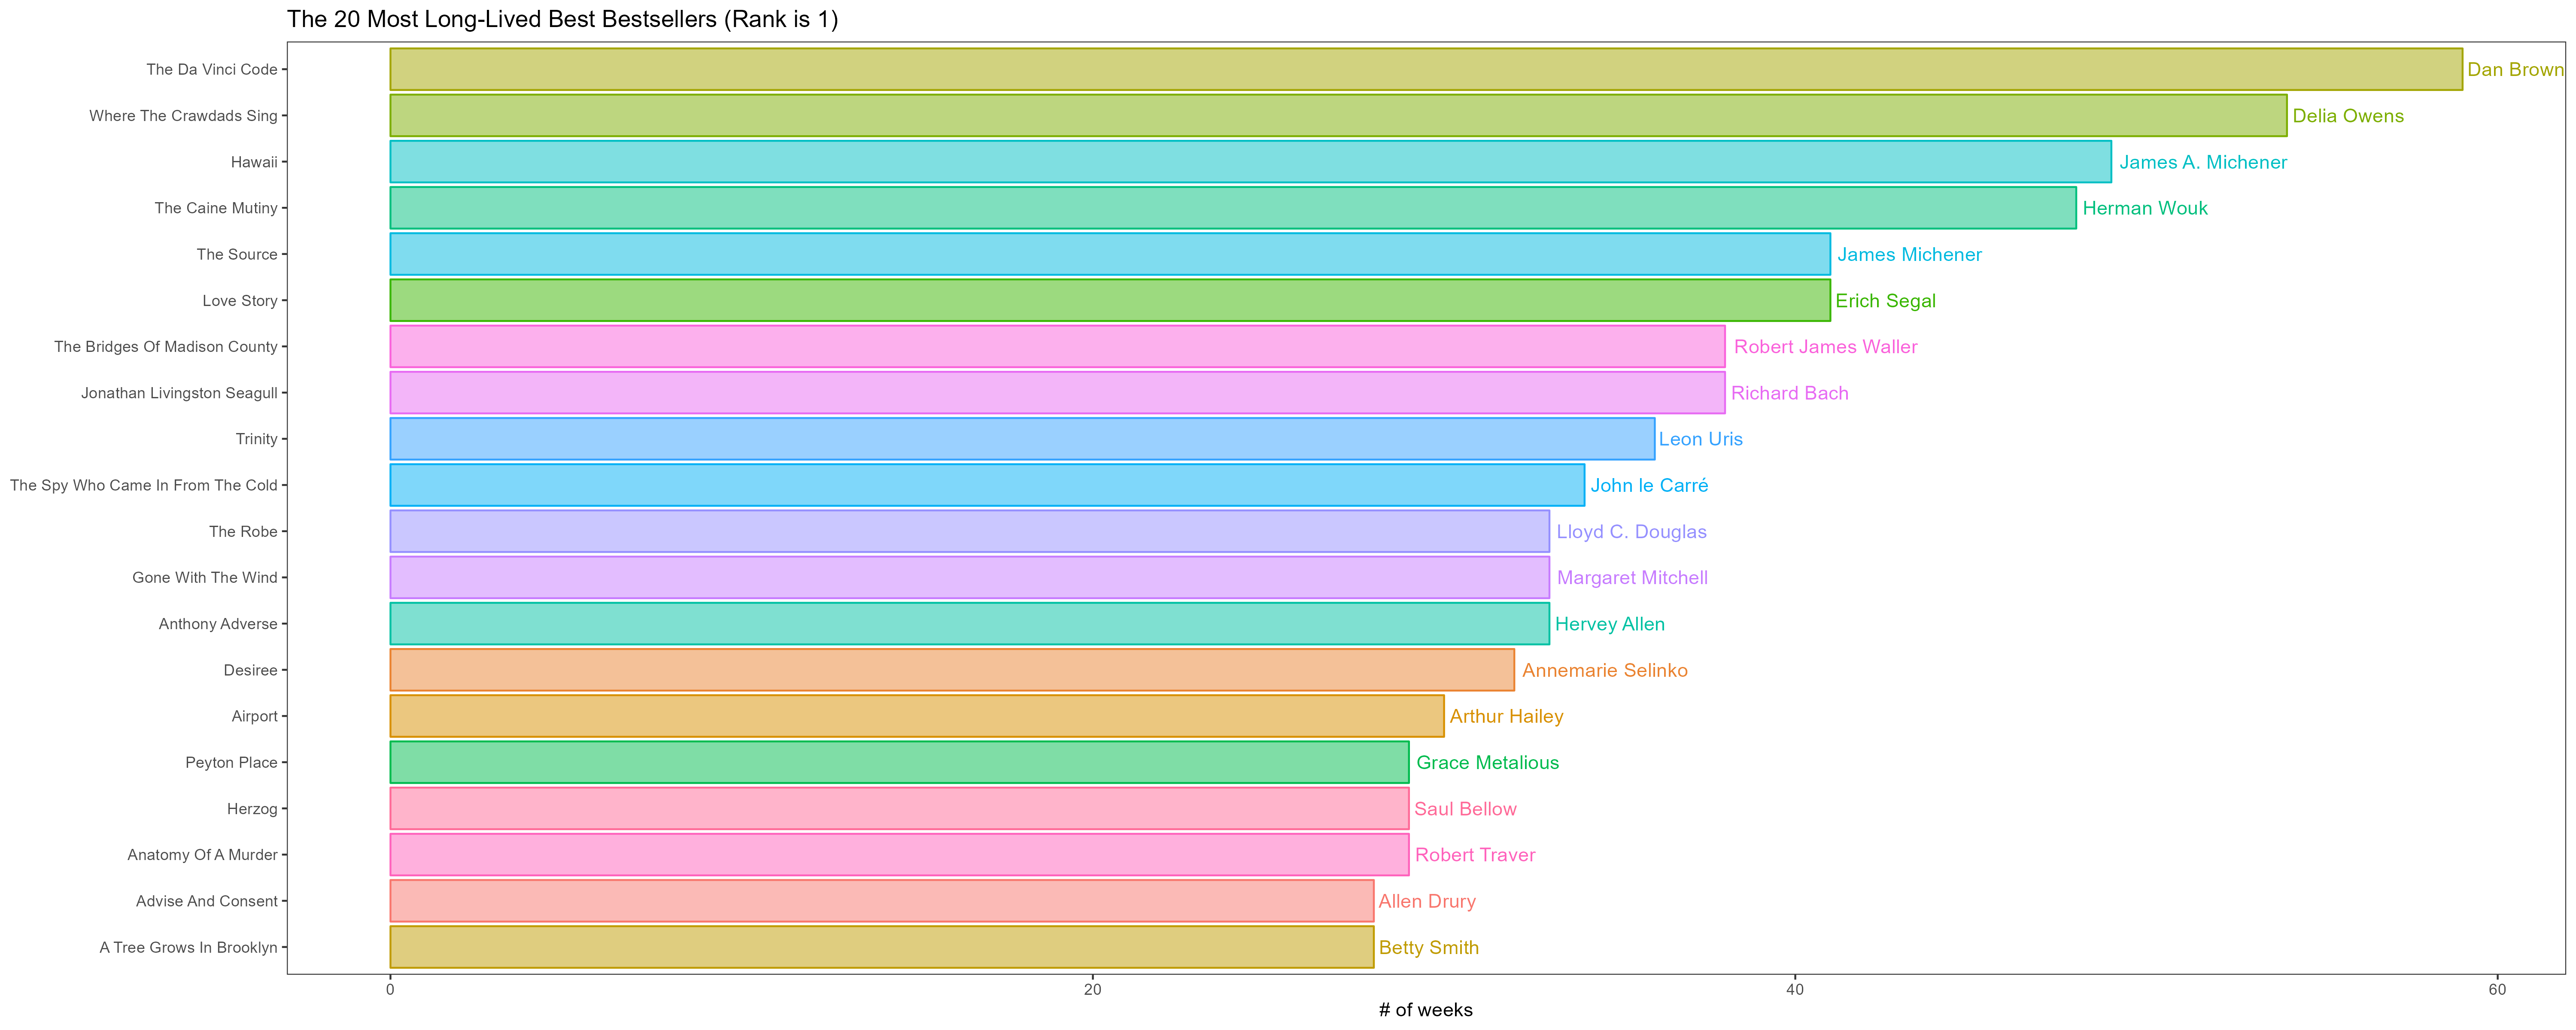 The 20 Most Long-Lived Best Bestsellers (Rank is 1)
The Da Vinci Code Dan Brown
Where The Crawdads Sing Delia Owens
Hawaii James A. Michener
The Caine Mutiny Herman Wouk
The Source James Michener
Love Story Erich Segal
The Bridges Of Madison County Robert James Waller
Jonathan Livingston Seagull Richard Bach
Trinity Leon Uris
The Spy Who Came In From The Cold John le Carré
The Robe Lloyd C. Douglas
Gone With The Wind Margaret Mitchell
Anthony Adverse Hervey Allen
Desiree Annemarie Selinko
Airport Arthur Hailey
Peyton Place Grace Metalious
Herzog Saul Bellow
Anatomy Of A Murder Robert Traver
Advise And Consent Allen Drury
A Tree Grows In Brooklyn Betty Smith
0 20 40 60
# of weeks